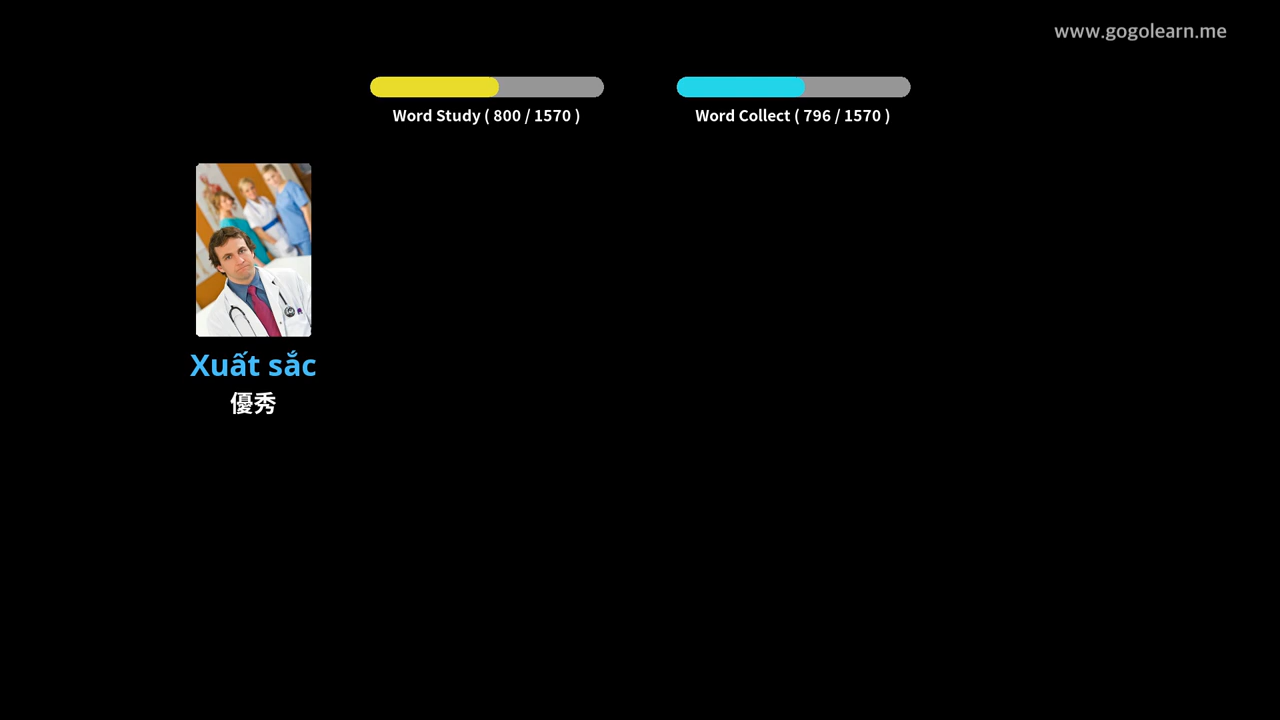 www.gogolearn.me
Word Study ( 800 / 1570 )
Word Collect ( 796 / 1570 )
Xuất sắc
優秀